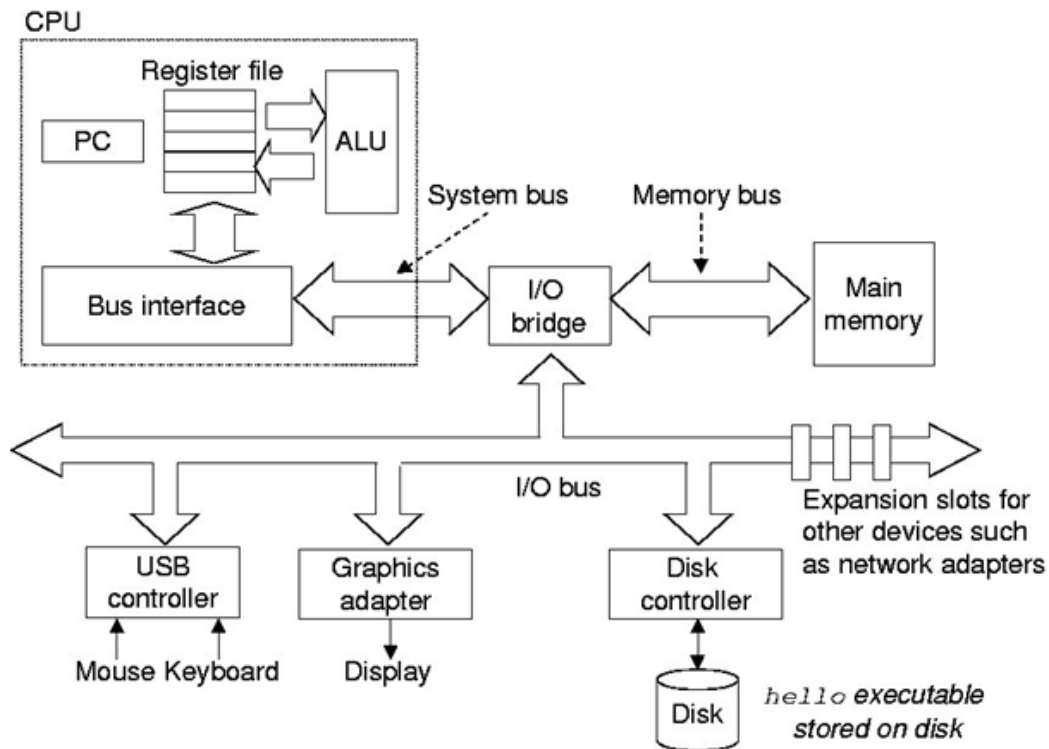 CPU
Register file
PC
ALU
System bus
Memory bus
Bus interface
I/O
bridge
Main
memory
I/O bus
Expansion slots for
other devices such
as network adapters
USB
controller
Graphics
adapter
Disk
controller
Mouse Keyboard
Display
Disk
hello executable
stored on disk